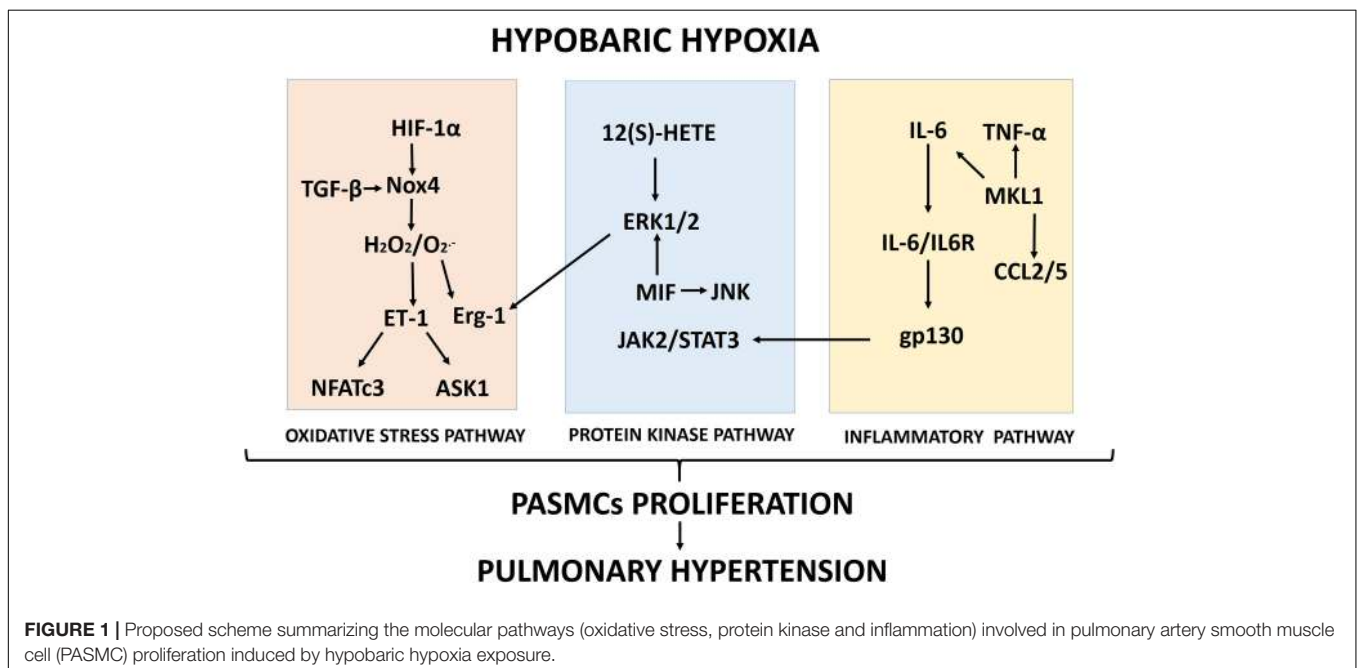 HYPOBARIC HYPOXIA
HIF-1α
TGF-β Nox4
H₂O₂/O₂·-
ET-1 Erg-1
NFATc3 ASK1
OXIDATIVE STRESS PATHWAY
12(S)-HETE
ERK1/2
MIF JNK
JAK2/STAT3
PROTEIN KINASE PATHWAY
IL-6 TNF-α
MKL1
IL-6/IL6R
CCL2/5
gp130
INFLAMMATORY PATHWAY
PASMCs PROLIFERATION
PULMONARY HYPERTENSION
FIGURE 1 | Proposed scheme summarizing the molecular pathways (oxidative stress, protein kinase and inflammation) involved in pulmonary artery smooth muscle
cell (PASMC) proliferation induced by hypobaric hypoxia exposure.